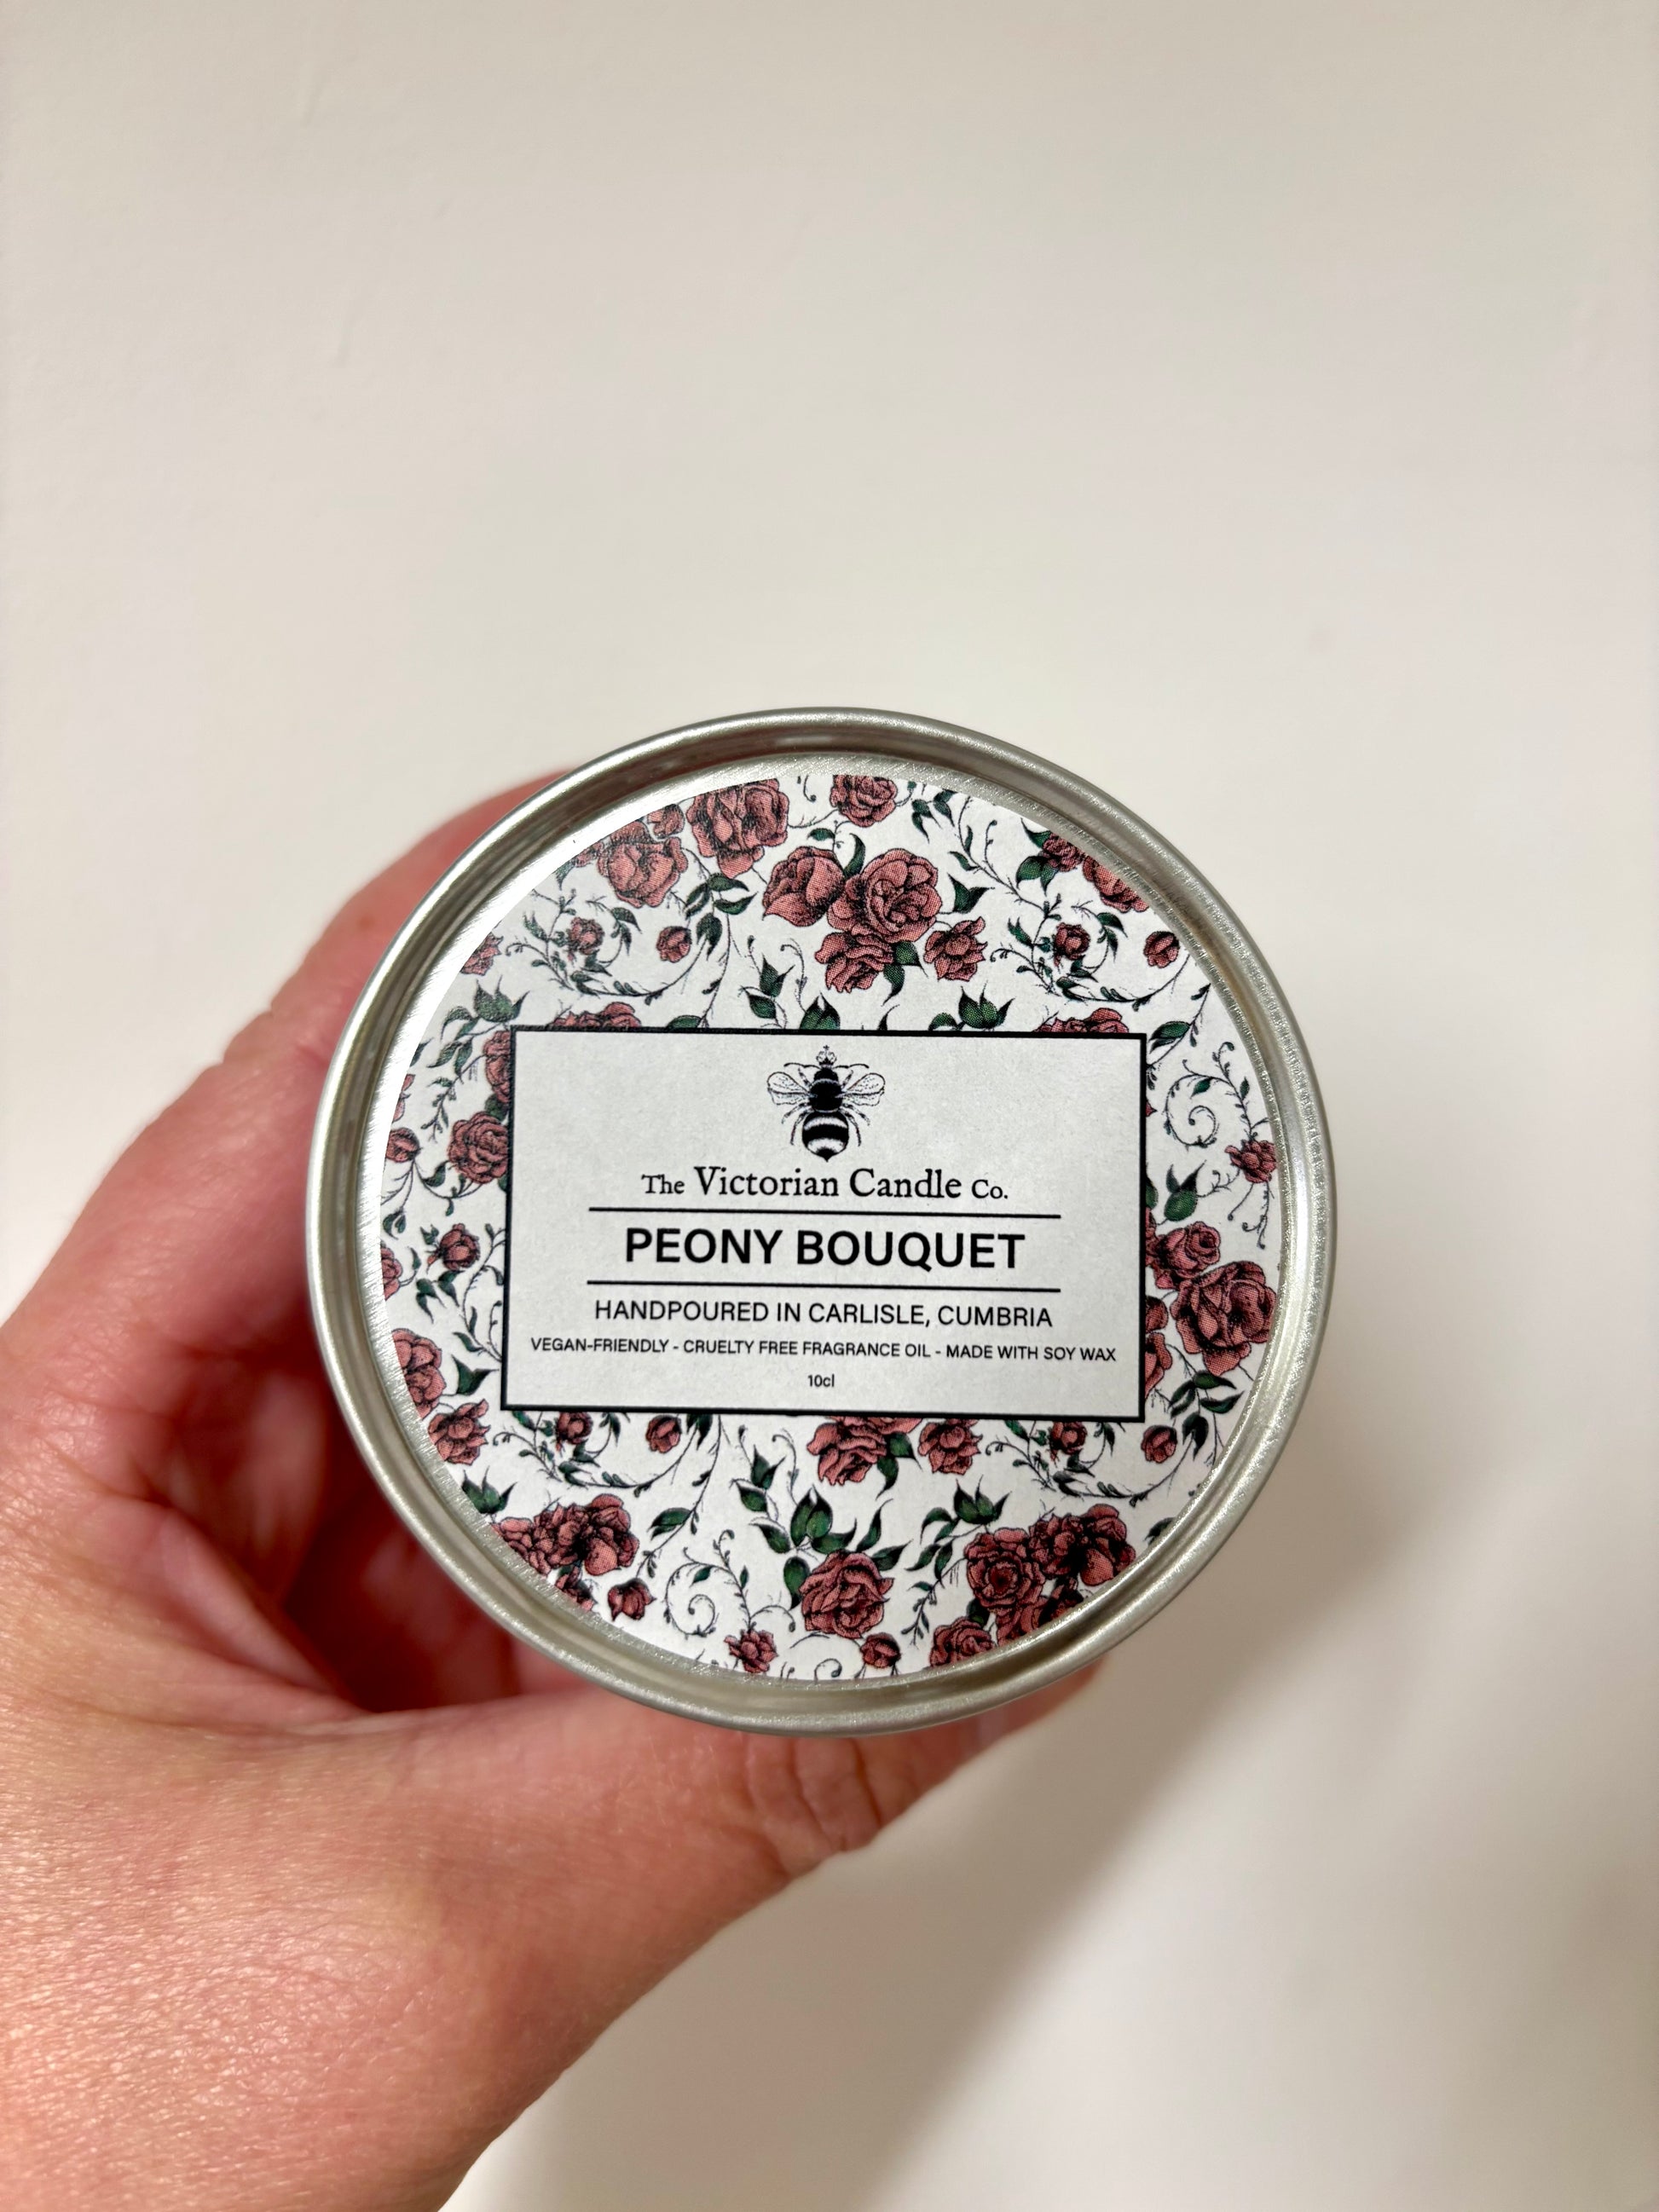 The Victorian Candle Co.
PEONY BOUQUET
HANDPOURED IN CARLISLE, CUMBRIA
VEGAN-FRIENDLY - CRUELTY FREE FRAGRANCE OIL - MADE WITH SOY WAX
10cl